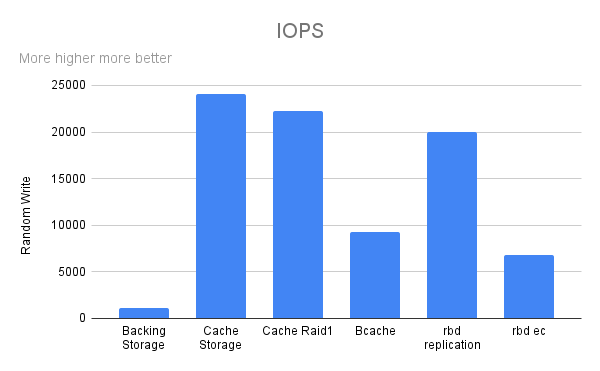 IOPS
More higher more better
25000
20000
15000
10000
5000
0
Random Write
Backing
Storage
Cache
Storage
Cache Raid1
Bcache
rbd
replication
rbd ec